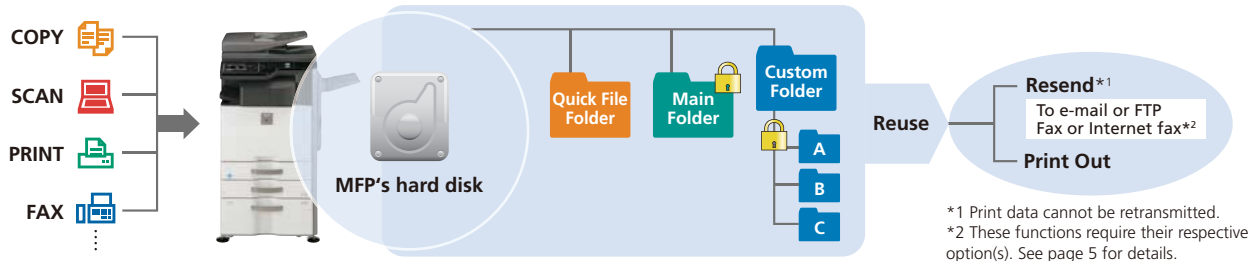 COPY
SCAN
PRINT
FAX
MFP's hard disk
Quick File
Folder
Main
Folder
Custom
Folder
A
B
C
Reuse
Resend*1
To e-mail or FTP
Fax or Internet fax*2
Print Out
*1 Print data cannot be retransmitted.
*2 These functions require their respective
option(s). See page 5 for details.